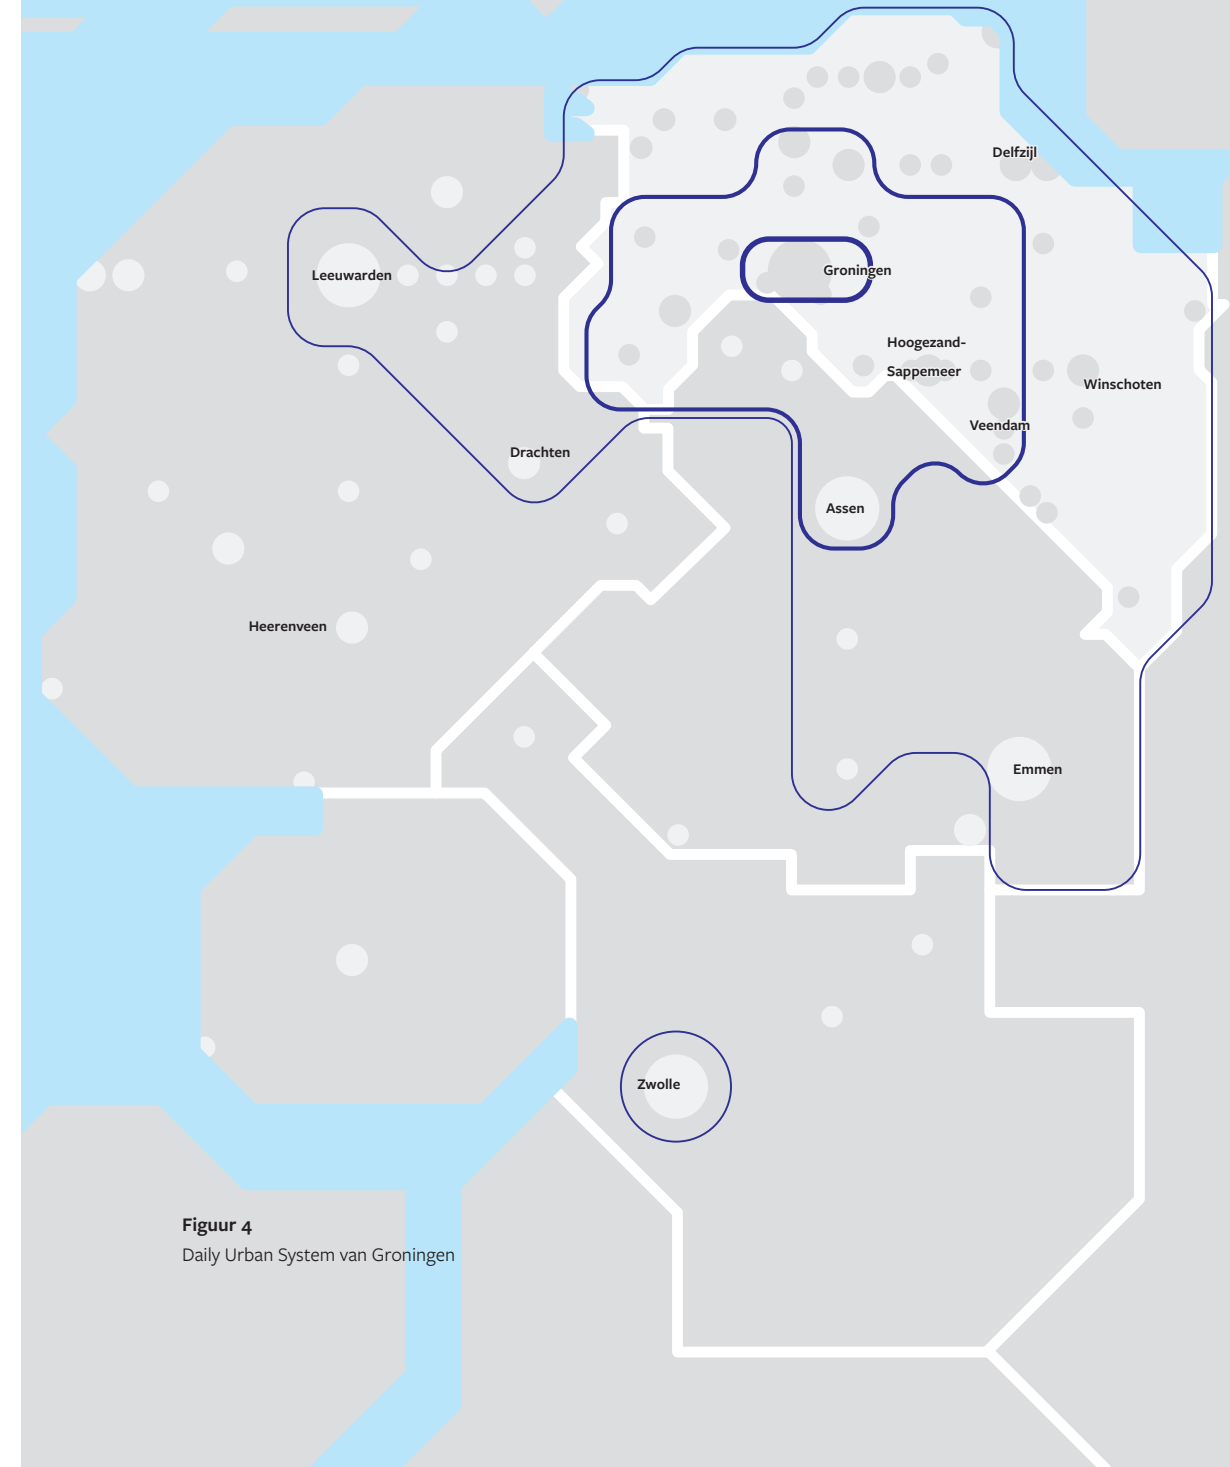 Delfzijl
Groningen
Leeuwarden
Hoogezand-
Sappemeer
Winschoten
Veendam
Drachten
Assen
Heerenveen
Emmen
Zwolle
Figuur 4
Daily Urban System van Groningen